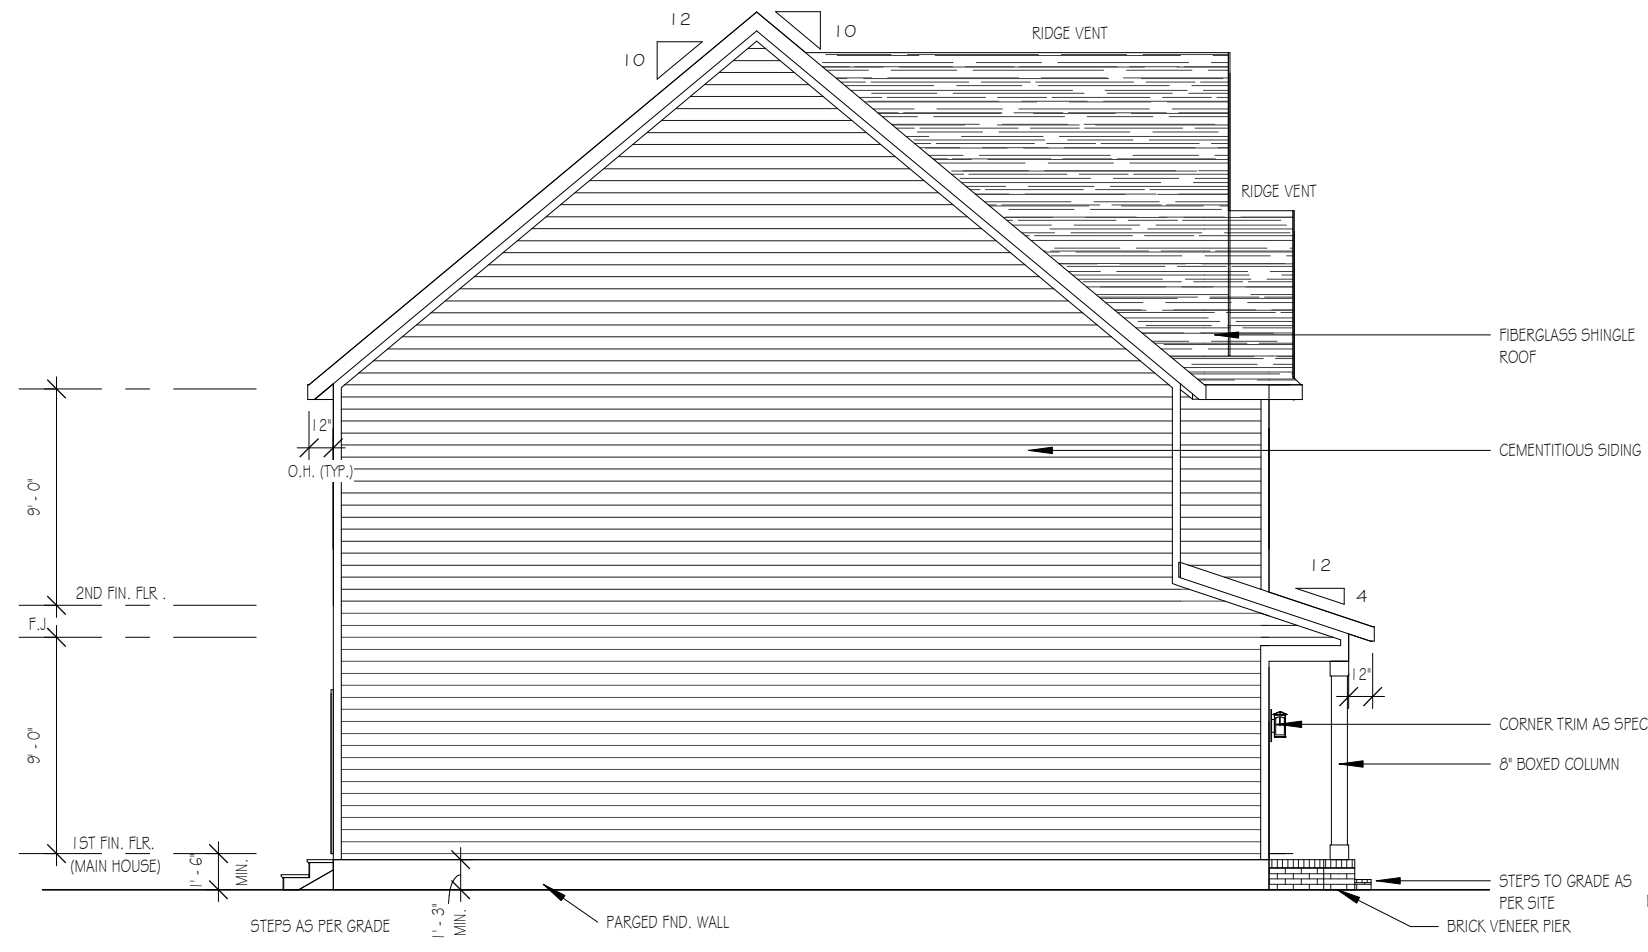 12
10
10
RIDGE VENT
RIDGE VENT
FIBERGLASS SHINGLE
ROOF
12"
O.H. (TYP.)
CEMENTITIOUS SIDING
9' - 0"
12
4
2ND FIN. FLR .
F.J.
12"
9' - 0"
CORNER TRIM AS SPEC
8" BOXED COLUMN
1ST FIN. FLR.
(MAIN HOUSE)
1' - 6"
MIN.
1' - 3"
MIN.
STEPS TO GRADE AS
PER SITE
STEPS AS PER GRADE
PARGED FND. WALL
BRICK VENEER PIER